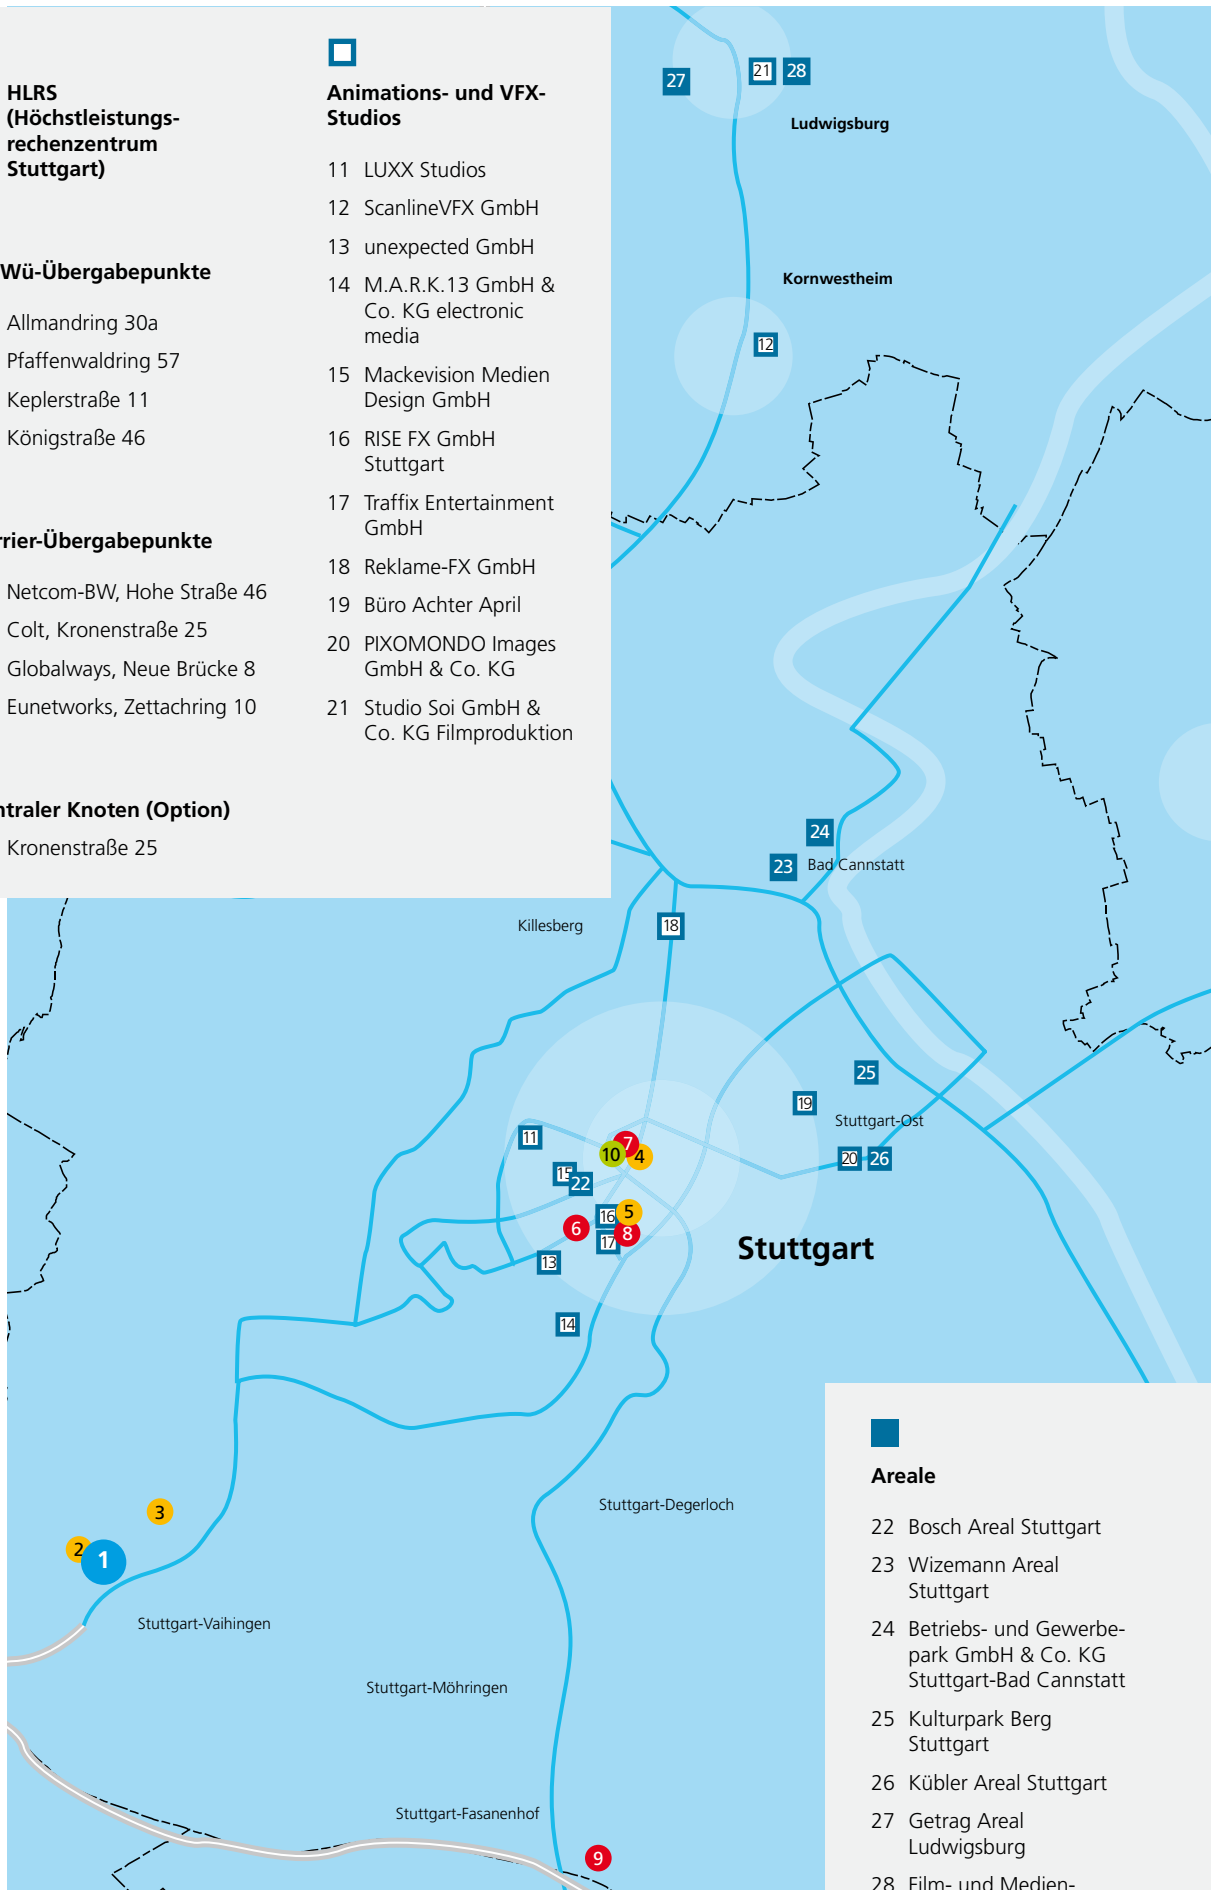 HLRS
(Höchstleistungs-
rechenzentrum
Stuttgart)
Wü-Übergabepunkte
Allmandring 30a
Pfaffenwaldring 57
Keplerstraße 11
Königstraße 46
rrier-Übergabepunkte
Netcom-BW, Hohe Straße 46
Colt, Kronenstraße 25
Globalways, Neue Brücke 8
Eunetworks, Zettachring 10
ntraler Knoten (Option)
Kronenstraße 25
Animations- und VFX-
Studios
11 LUXX Studios
12 ScanlineVFX GmbH
13 unexpected GmbH
14 M.A.R.K.13 GmbH &
Co. KG electronic
media
15 Mackevision Medien
Design GmbH
16 RISE FX GmbH
Stuttgart
17 Traffix Entertainment
GmbH
18 Reklame-FX GmbH
19 Büro Achter April
20 PIXOMONDO Images
GmbH & Co. KG
21 Studio Soi GmbH &
Co. KG Filmproduktion
27
21
28
Ludwigsburg
Kornwestheim
12
24
23
Bad Cannstatt
Killesberg
18
25
19
Stuttgart-Ost
11
7
10
4
20
26
15
22
16
5
6
8
17
Stuttgart
13
14
3
2
1
Stuttgart-Degerloch
Stuttgart-Vaihingen
Stuttgart-Möhringen
Stuttgart-Fasanenhof
9
Areale
22 Bosch Areal Stuttgart
23 Wizemann Areal
Stuttgart
24 Betriebs- und Gewerbe-
park GmbH & Co. KG
Stuttgart-Bad Cannstatt
25 Kulturpark Berg
Stuttgart
26 Kübler Areal Stuttgart
27 Getrag Areal
Ludwigsburg
28 Film- und Medien-